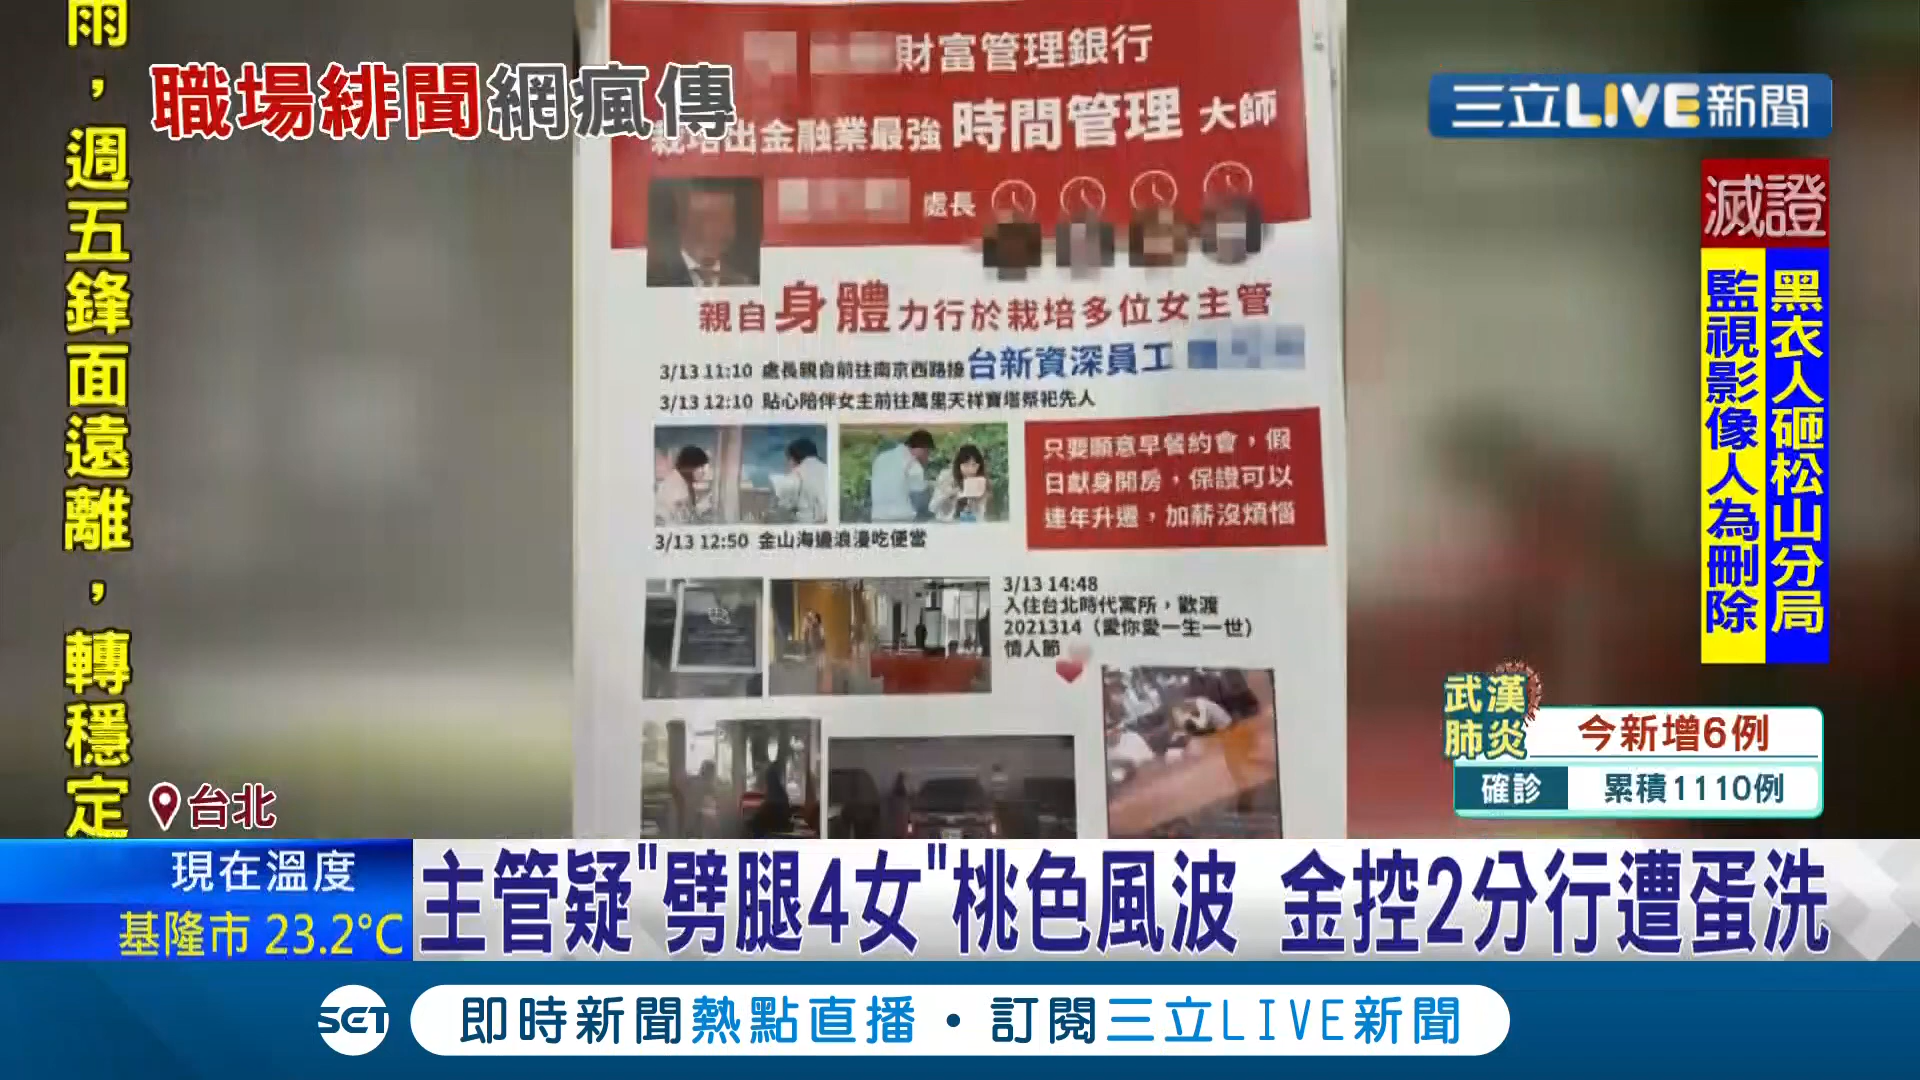 雨，週五鋒面遠離，轉穩定
職場緋聞網瘋傳
三立LIVE新聞
財富管理銀行
栽培出金融業最強 時間管理 大師
處長
親自身體力行於栽培多位女主管
3/13 11:10 處長親自前往南京西路接台新資深員工
3/13 12:10 貼心陪伴女主前往萬里天祥寶塔祭祀先人
只要願意早餐約會，假
日獻身開房，保證可以
連年升遷，加薪沒煩惱
3/13 12:50 金山海邊浪漫吃便當
3/13 14:48
入住台北時代寓所，歡渡
2021314（愛你愛一生一世）
情人節
滅證
黑衣人砸松山分局
監視影像人為刪除
武漢肺炎
今新增6例
確診 累積1110例
台北
現在溫度
基隆市 23.2°C
主管疑"劈腿4女"桃色風波 金控2分行遭蛋洗
SET 即時新聞熱點直播・訂閱三立LIVE新聞